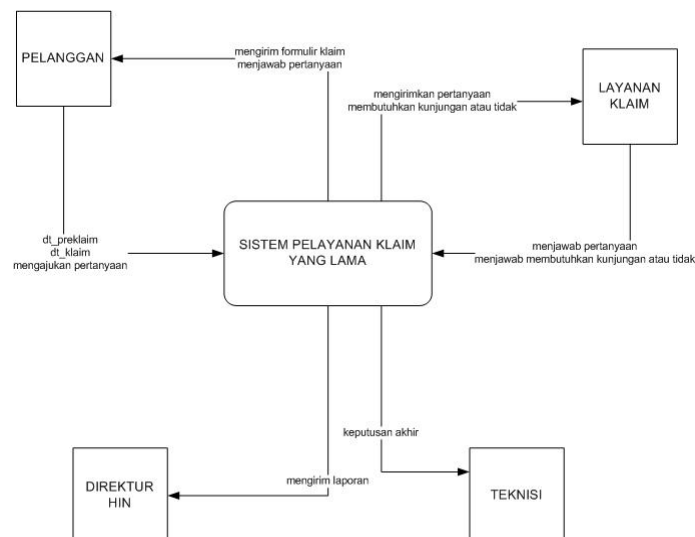 PELANGGAN
mengirim formulir klaim
menjawab pertanyaan
mengirimkan pertanyaan
membutuhkan kunjungan atau tidak
LAYANAN
KLAIM
dt_preklaim
dt_klaim
mengajukan pertanyaan
SISTEM PELAYANAN KLAIM
YANG LAMA
menjawab pertanyaan
menjawab membutuhkan kunjungan atau tidak
keputusan akhir
mengirim laporan
DIREKTUR
HIN
TEKNISI